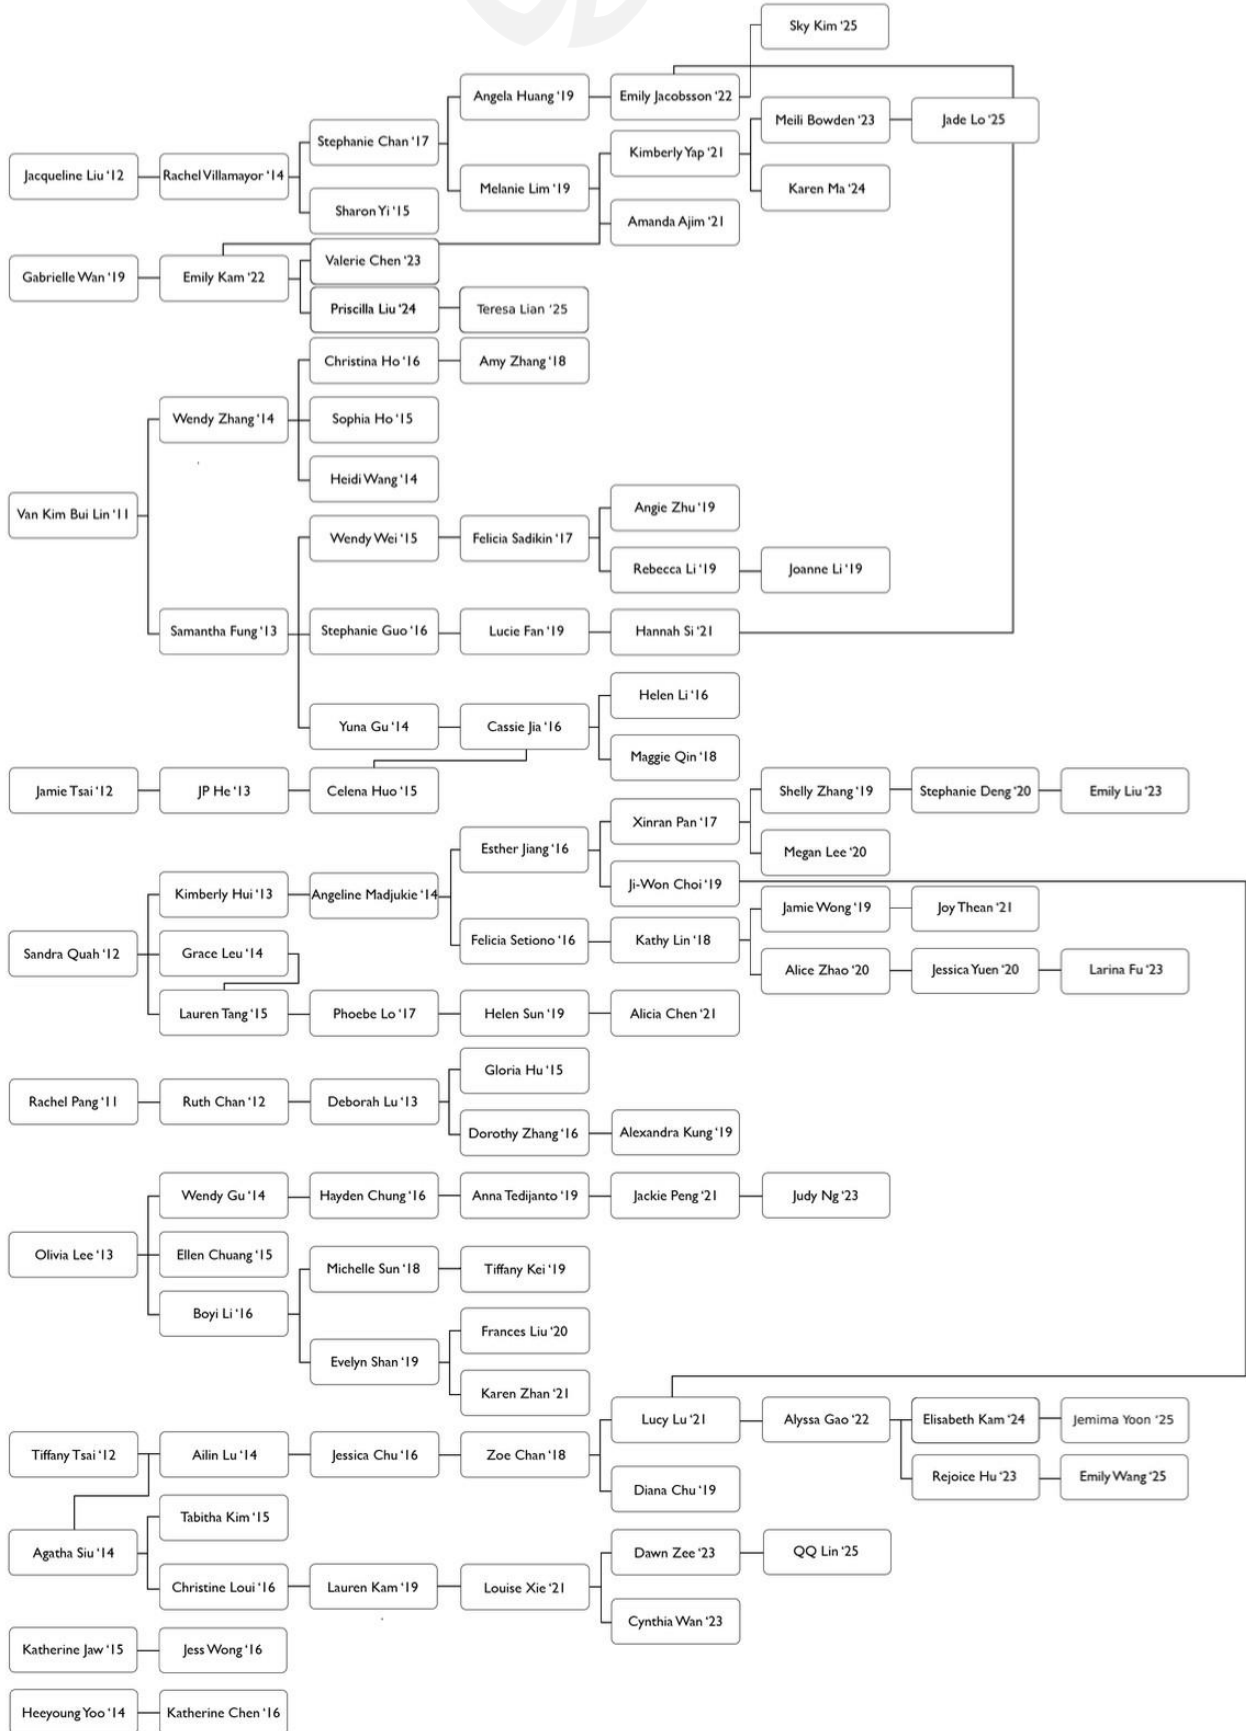 Sky Kim '25
Angela Huang '19
Emily Jacobsson '22
Meili Bowden '23
Jade Lo '25
Stephanie Chan '17
Kimberly Yap '21
Jacqueline Liu '12
Rachel Villamayor '14
Melanie Lim '19
Karen Ma '24
Sharon Yi '15
Amanda Ajim '21
Gabrielle Wan '19
Emily Kam '22
Valerie Chen '23
Priscilla Liu '24
Teresa Lian '25
Christina Ho '16
Amy Zhang '18
Wendy Zhang '14
Sophia Ho '15
Heidi Wang '14
Van Kim Bui Lin '11
Angie Zhu '19
Wendy Wei '15
Felicia Sadikin '17
Rebecca Li '19
Joanne Li '19
Samantha Fung '13
Stephanie Guo '16
Lucie Fan '19
Hannah Si '21
Helen Li '16
Yuna Gu '14
Cassie Jia '16
Maggie Qin '18
Jamie Tsai '12
JP He '13
Celena Huo '15
Shelly Zhang '19
Stephanie Deng '20
Emily Liu '23
Xinran Pan '17
Esther Jiang '16
Megan Lee '20
Kimberly Hui '13
Angeline Madjukie '14
Ji-Won Choi '19
Jamie Wong '19
Joy Thean '21
Sandra Quah '12
Grace Leu '14
Felicia Setiono '16
Kathy Lin '18
Alice Zhao '20
Jessica Yuen '20
Larina Fu '23
Lauren Tang '15
Phoebe Lo '17
Helen Sun '19
Alicia Chen '21
Gloria Hu '15
Rachel Pang '11
Ruth Chan '12
Deborah Lu '13
Dorothy Zhang '16
Alexandra Kung '19
Wendy Gu '14
Hayden Chung '16
Anna Tedijanto '19
Jackie Peng '21
Judy Ng '23
Olivia Lee '13
Ellen Chuang '15
Michelle Sun '18
Tiffany Kei '19
Boyi Li '16
Frances Liu '20
Evelyn Shan '19
Karen Zhan '21
Lucy Lu '21
Alyssa Gao '22
Elisabeth Kam '24
Jemima Yoon '25
Tiffany Tsai '12
Ailin Lu '14
Jessica Chu '16
Zoe Chan '18
Rejoice Hu '23
Emily Wang '25
Diana Chu '19
Tabitha Kim '15
Agatha Siu '14
Dawn Zee '23
QQ Lin '25
Christine Loui '16
Lauren Kam '19
Louise Xie '21
Cynthia Wan '23
Katherine Jaw '15
Jess Wong '16
Heeyoung Yoo '14
Katherine Chen '16